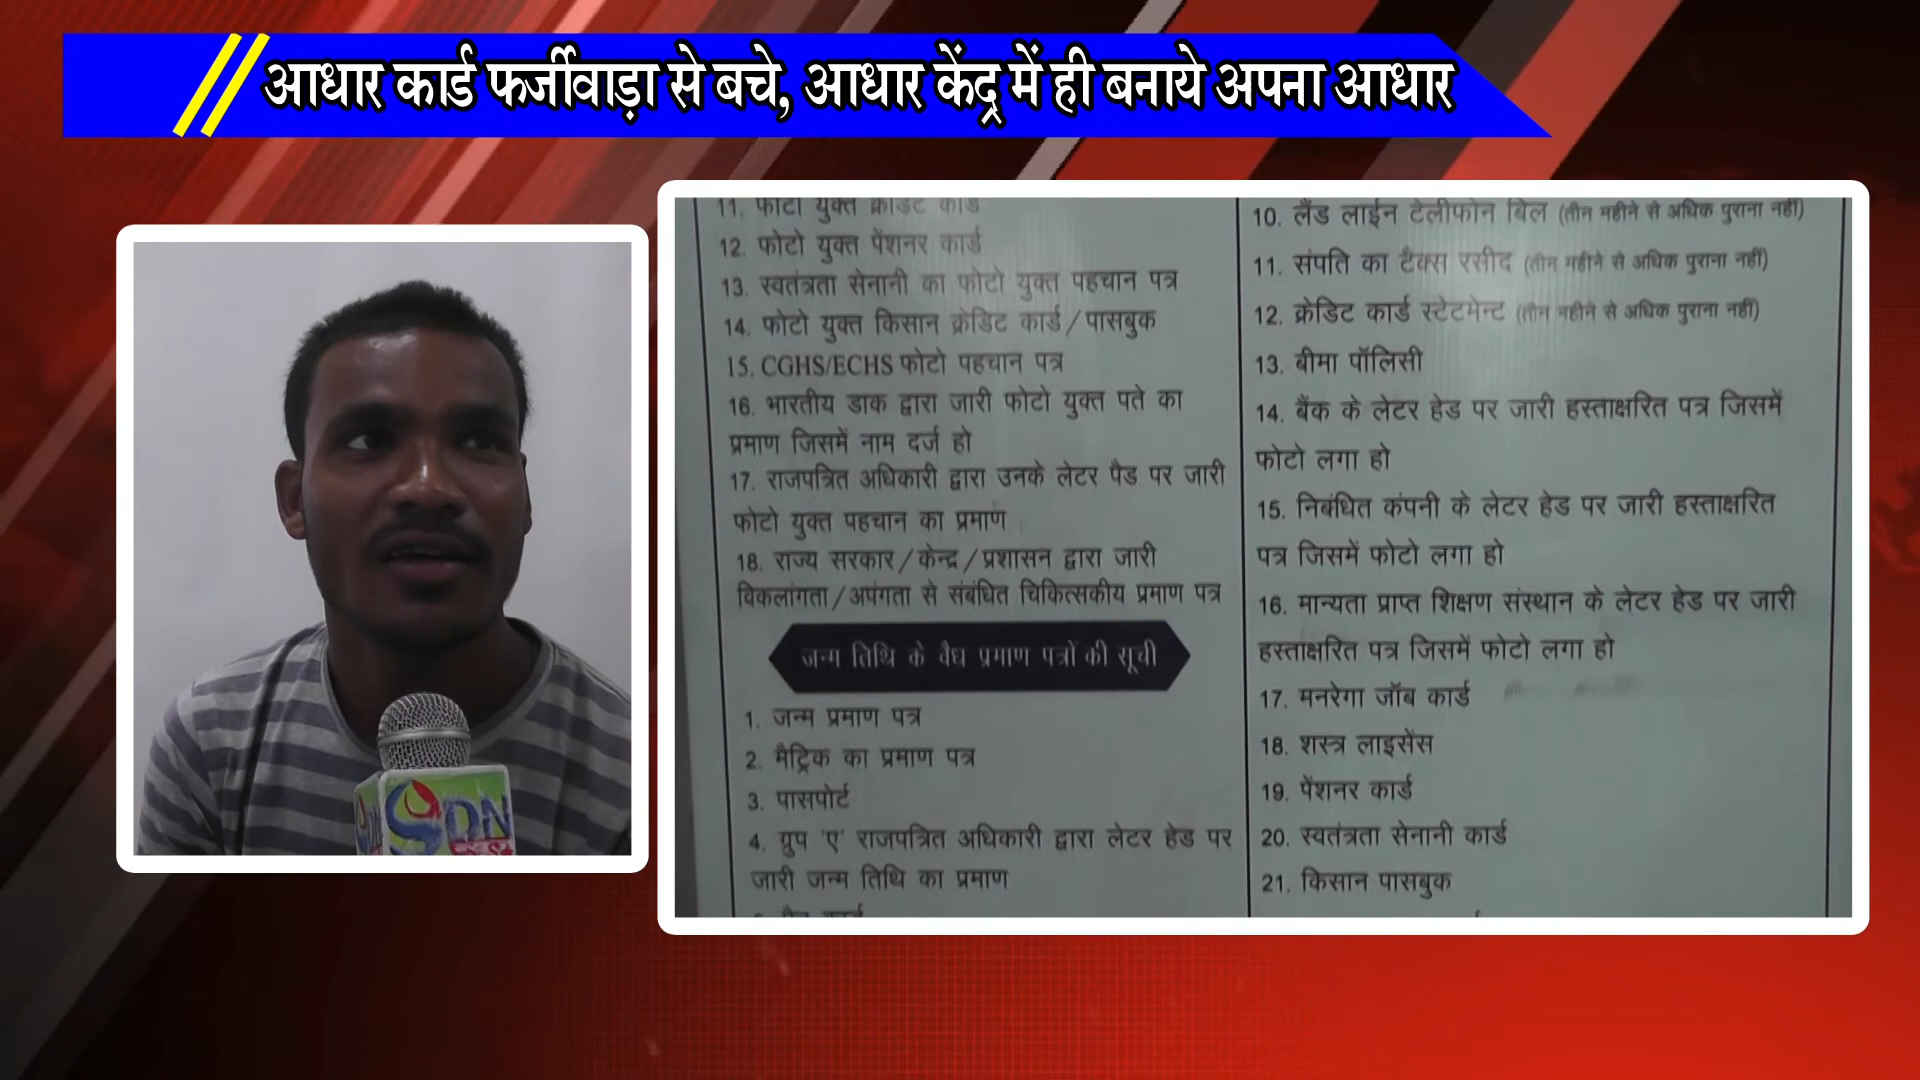 आधार कार्ड फर्जीवाड़ा से बचे, आधार केंद्र में ही बनाये अपना आधार
11. फोटो युक्त क्रेडिट कार्ड
12. फोटो युक्त पेंशनर कार्ड
13. स्वतंत्रता सेनानी का फोटो युक्त पहचान पत्र
14. फोटो युक्त किसान क्रेडिट कार्ड/पासबुक
15. CGHS/ECHS फोटो पहचान पत्र
16. भारतीय डाक द्वारा जारी फोटो युक्त पते का
प्रमाण जिसमें नाम दर्ज हो
17. राजपत्रित अधिकारी द्वारा उनके लेटर पैड पर जारी
फोटो युक्त पहचान का प्रमाण
18. राज्य सरकार/केन्द्र/प्रशासन द्वारा जारी
विकलांगता/अपंगता से संबंधित चिकित्सकीय प्रमाण पत्र
जन्म तिथि के वैध प्रमाण पत्रों की सूची
1. जन्म प्रमाण पत्र
2. मैट्रिक का प्रमाण पत्र
3. पासपोर्ट
4. ग्रुप 'ए' राजपत्रित अधिकारी द्वारा लेटर हेड पर
जारी जन्म तिथि का प्रमाण
10. लैंड लाईन टेलीफोन बिल (तीन महीने से अधिक पुराना नहीं)
11. संपति का टैक्स रसीद (तीन महीने से अधिक पुराना नहीं)
12. क्रेडिट कार्ड स्टेटमेन्ट (तीन महीने से अधिक पुराना नहीं)
13. बीमा पॉलिसी
14. बैंक के लेटर हेड पर जारी हस्ताक्षरित पत्र जिसमें
फोटो लगा हो
15. निबंधित कंपनी के लेटर हेड पर जारी हस्ताक्षरित
पत्र जिसमें फोटो लगा हो
16. मान्यता प्राप्त शिक्षण संस्थान के लेटर हेड पर जारी
हस्ताक्षरित पत्र जिसमें फोटो लगा हो
17. मनरेगा जॉब कार्ड
18. शस्त्र लाइसेंस
19. पेंशनर कार्ड
20. स्वतंत्रता सेनानी कार्ड
21. किसान पासबुक
SDN